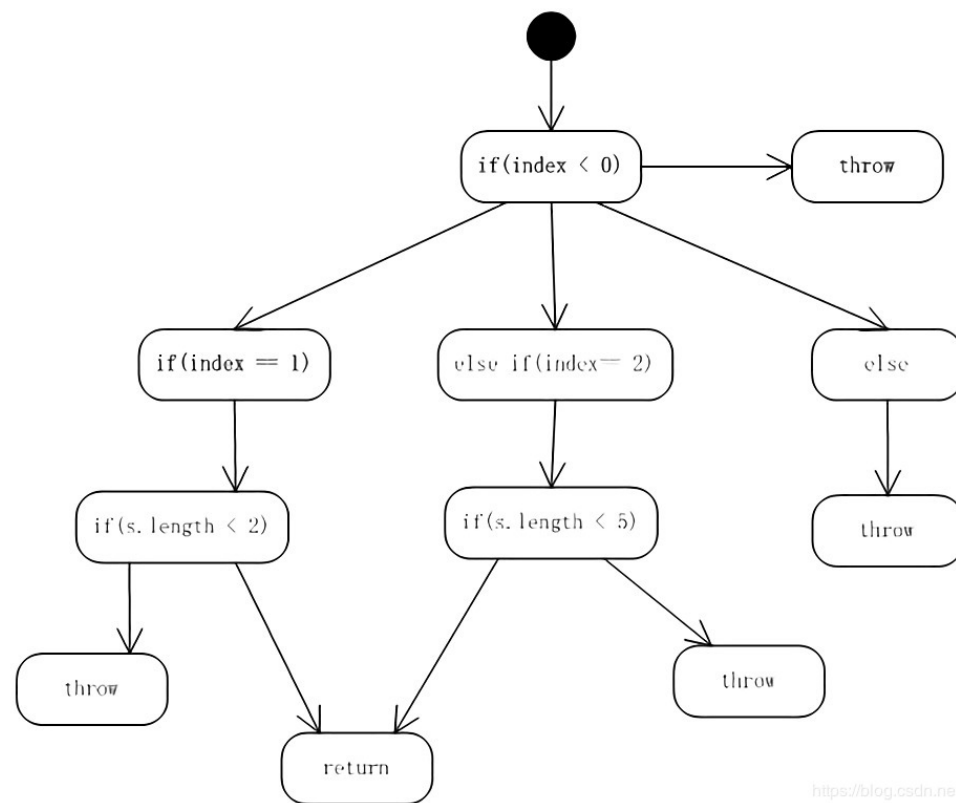 if(index < 0)
throw
if(index == 1)
else if(index== 2)
else
if(s.length < 2)
if(s.length < 5)
throw
throw
throw
return
https://blog.csdn.ne